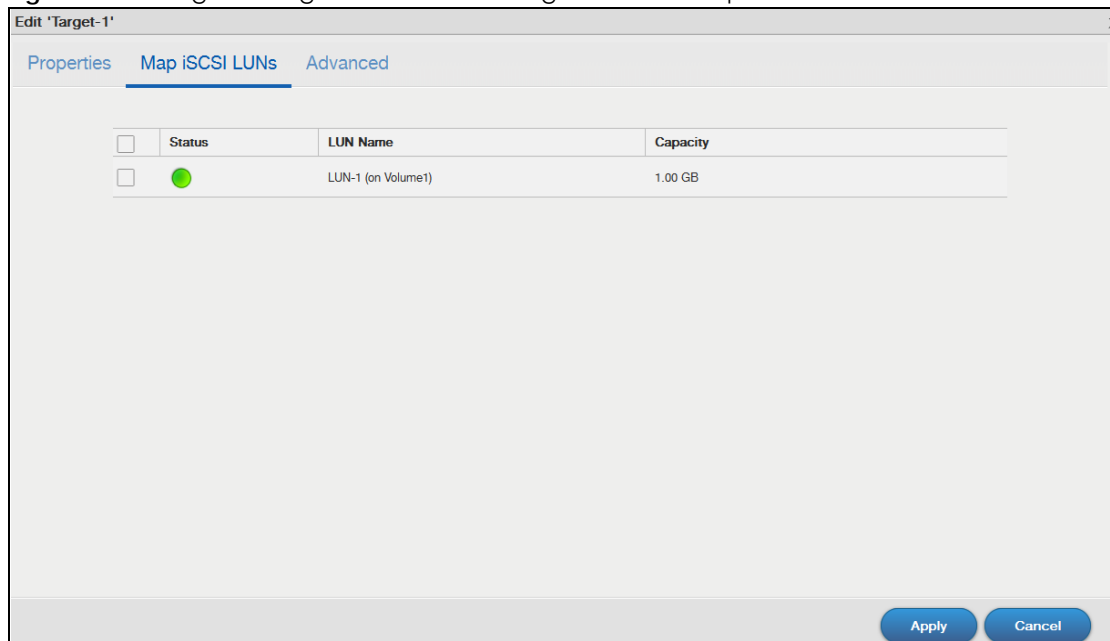 Edit 'Target-1'
Properties Map iSCSI LUNs Advanced
Status LUN Name Capacity
LUN-1 (on Volume1) 1.00 GB
Apply Cancel